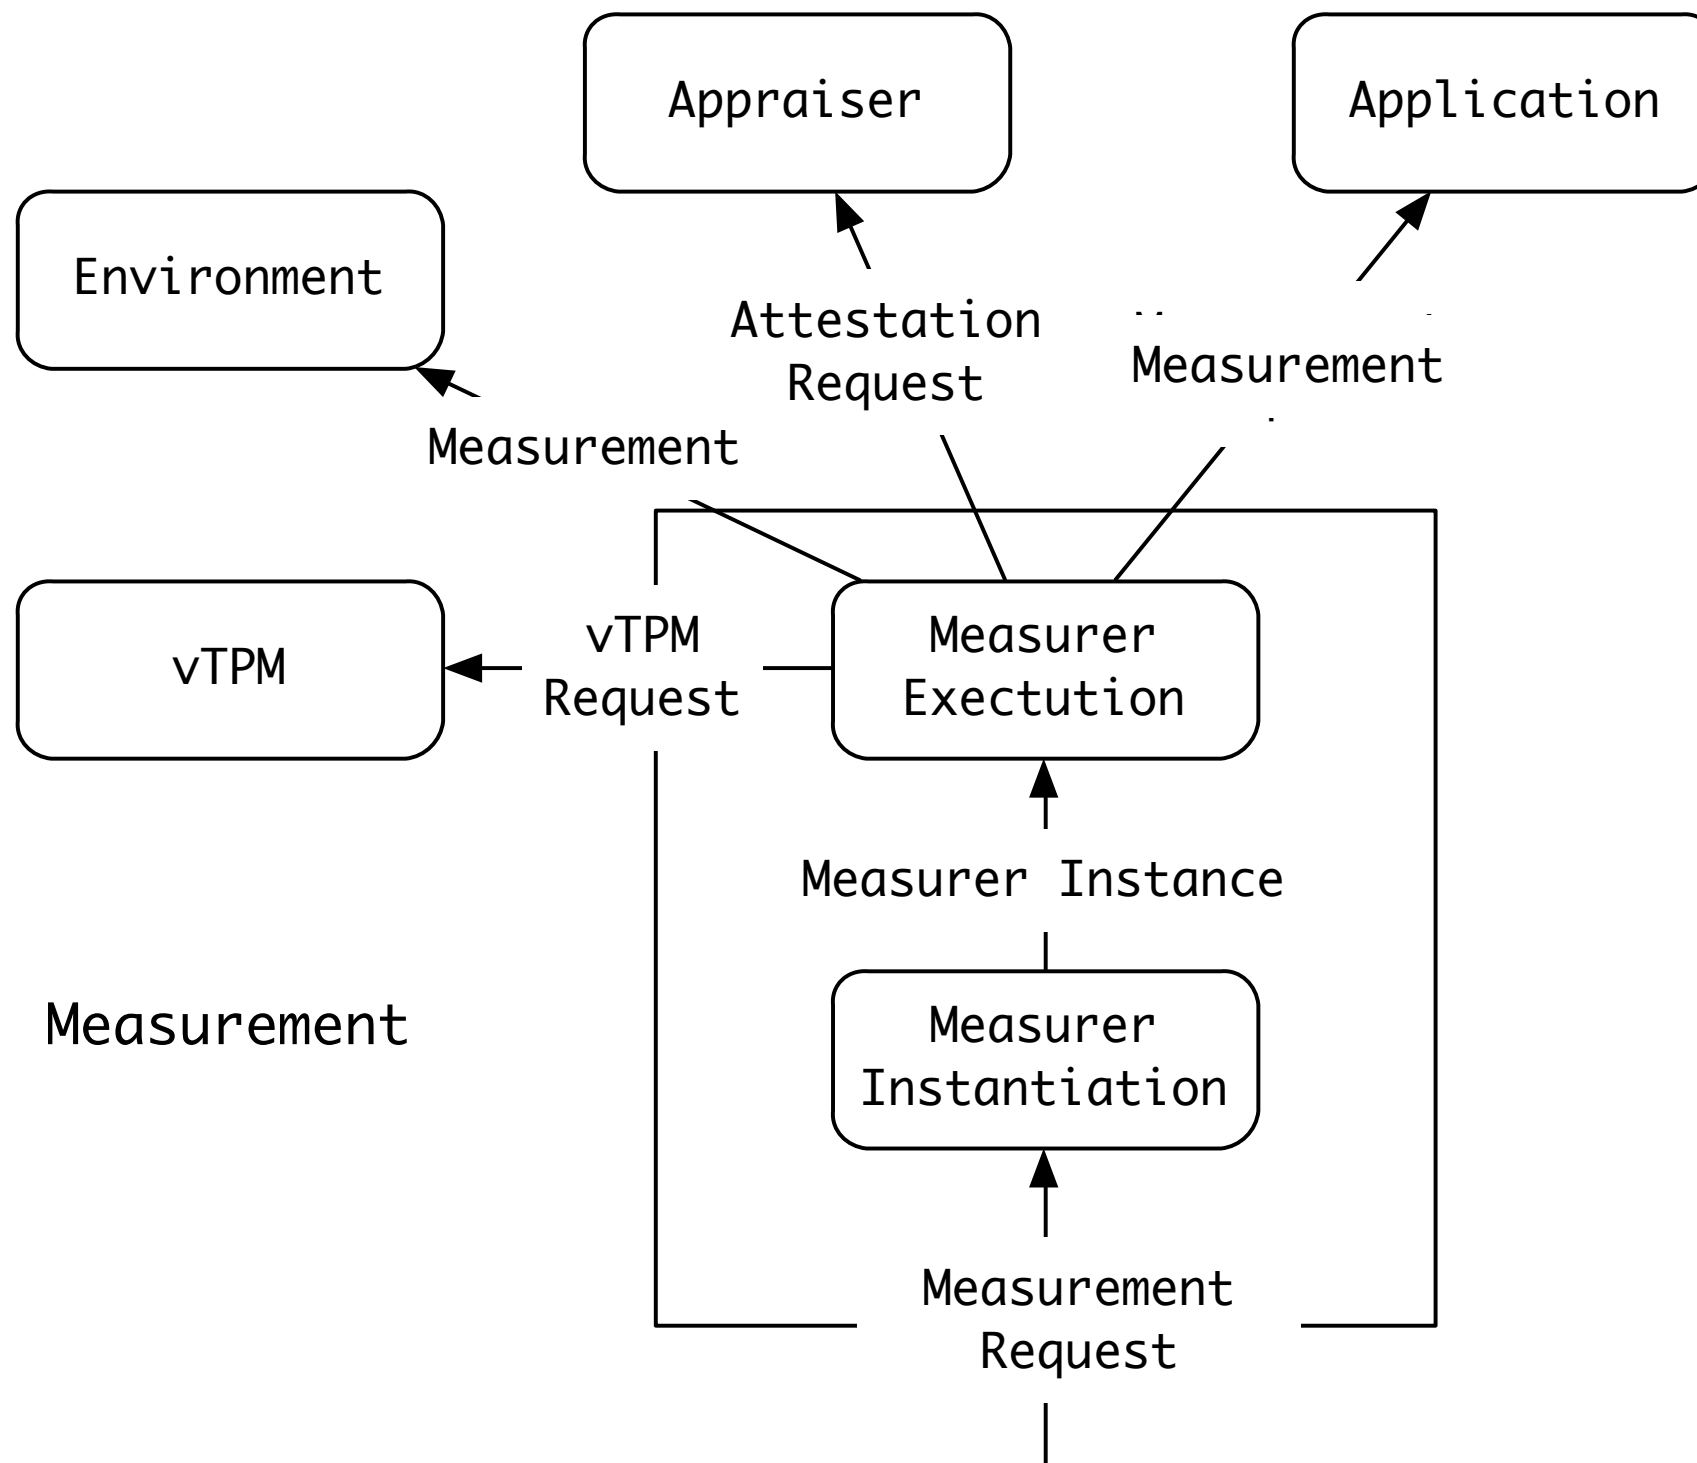 Appraiser
Application
Environment
Attestation
Request
Measurement
Measurement
vTPM
vTPM
Request
Measurer
Exectution
Measurer Instance
Measurement
Measurer
Instantiation
Measurement
Request